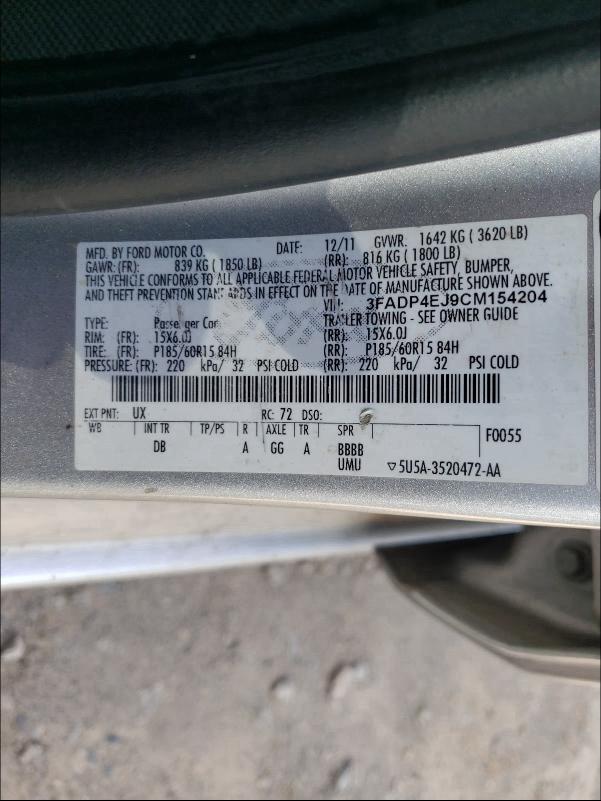 MFD. BY FORD MOTOR CO. DATE: 12/11 GVWR: 1642 KG ( 3620 LB)
GAWR: (FR): 839 KG ( 1850 LB) (RR): 816 KG ( 1800 LB)
THIS VEHICLE CONFORMS TO ALL APPLICABLE FEDERAL MOTOR VEHICLE SAFETY, BUMPER,
AND THEFT PREVENTION STANDARDS IN EFFECT ON THE DATE OF MANUFACTURE SHOWN ABOVE.
VIN: 3FADP4EJ9CM154204
TYPE: Passenger Car TRAILER TOWING - SEE OWNER GUIDE
RIM: (FR): 15X6.0J (RR): 15X6.0J
TIRE: (FR): P185/60R15 84H (RR): P185/60R15 84H
PRESSURE: (FR): 220 kPa/ 32 PSI COLD (RR): 220 kPa/ 32 PSI COLD
EXT PNT: UX RC: 72 DSO:
WB INT TR TP/PS R AXLE TR SPR F0055
DB A GG A BBBB
UMU ▽5U5A-3520472-AA